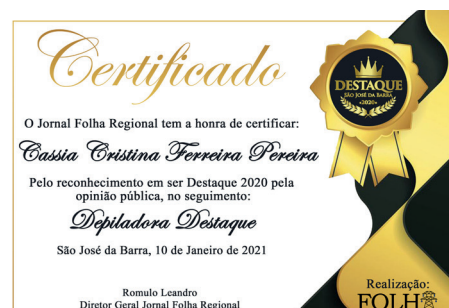 Certificado
DESTAQUE
SÃO JOSÉ DA BARRA
2020
O Jornal Folha Regional tem a honra de certificar:
Cassia Cristina Ferreira Pereira
Pelo reconhecimento em ser Destaque 2020 pela
opinião pública, no seguimento:
Depiladora Destaque
São José da Barra, 10 de Janeiro de 2021
Romulo Leandro
Diretor Geral Jornal Folha Regional
Realização:
FOLH